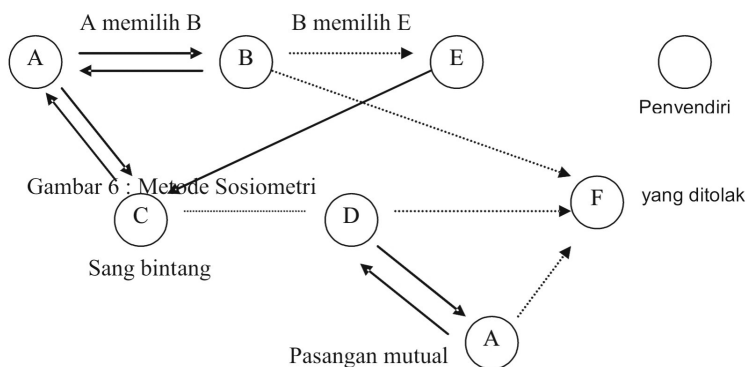 A memilih B
B memilih E
A
B
E
Penvendiri
Gambar 6 : Metode Sosiometri
C
D
F
yang ditolak
Sang bintang
A
Pasangan mutual